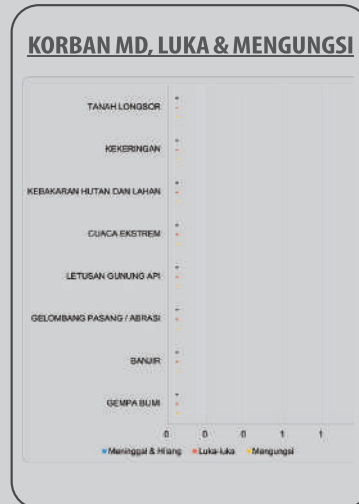 KORBAN MD, LUKA & MENGUNGSI
TANAH LONGSOR
KEKERINGAN
KEBAKARAN HUTAN DAN LAHAN
CUACA EKSTREM
LETUSAN GUNUNG API
GELOMBANG PASANG / ABRASI
BANJIR
GEMPA BUMI
0 0 0 1 1
Meninggal & Hilang Luka-luka Mengungsi